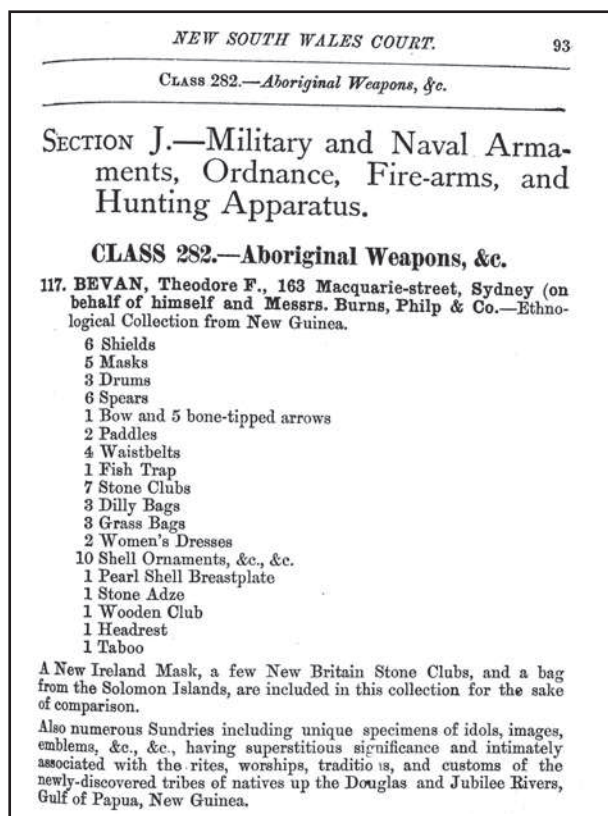 NEW SOUTH WALES COURT. 93
CLASS 282.—Aboriginal Weapons, &c.
SECTION J.—Military and Naval Arma-
ments, Ordnance, Fire-arms, and
Hunting Apparatus.
CLASS 282.—Aboriginal Weapons, &c.
117. BEVAN, Theodore F., 163 Macquarie-street, Sydney (on
behalf of himself and Messrs. Burns, Philp & Co.—Ethno-
logical Collection from New Guinea.
6 Shields
5 Masks
3 Drums
6 Spears
1 Bow and 5 bone-tipped arrows
2 Paddles
4 Waistbelts
1 Fish Trap
7 Stone Clubs
3 Dilly Bags
3 Grass Bags
2 Women's Dresses
10 Shell Ornaments, &c., &c.
1 Pearl Shell Breastplate
1 Stone Adze
1 Wooden Club
1 Headrest
1 Taboo
A New Ireland Mask, a few New Britain Stone Clubs, and a bag
from the Solomon Islands, are included in this collection for the sake
of comparison.
Also numerous Sundries including unique specimens of idols, images,
emblems, &c., &c., having superstitious significance and intimately
associated with the rites, worships, traditio is, and customs of the
newly-discovered tribes of natives up the Douglas and Jubilee Rivers,
Gulf of Papua, New Guinea.